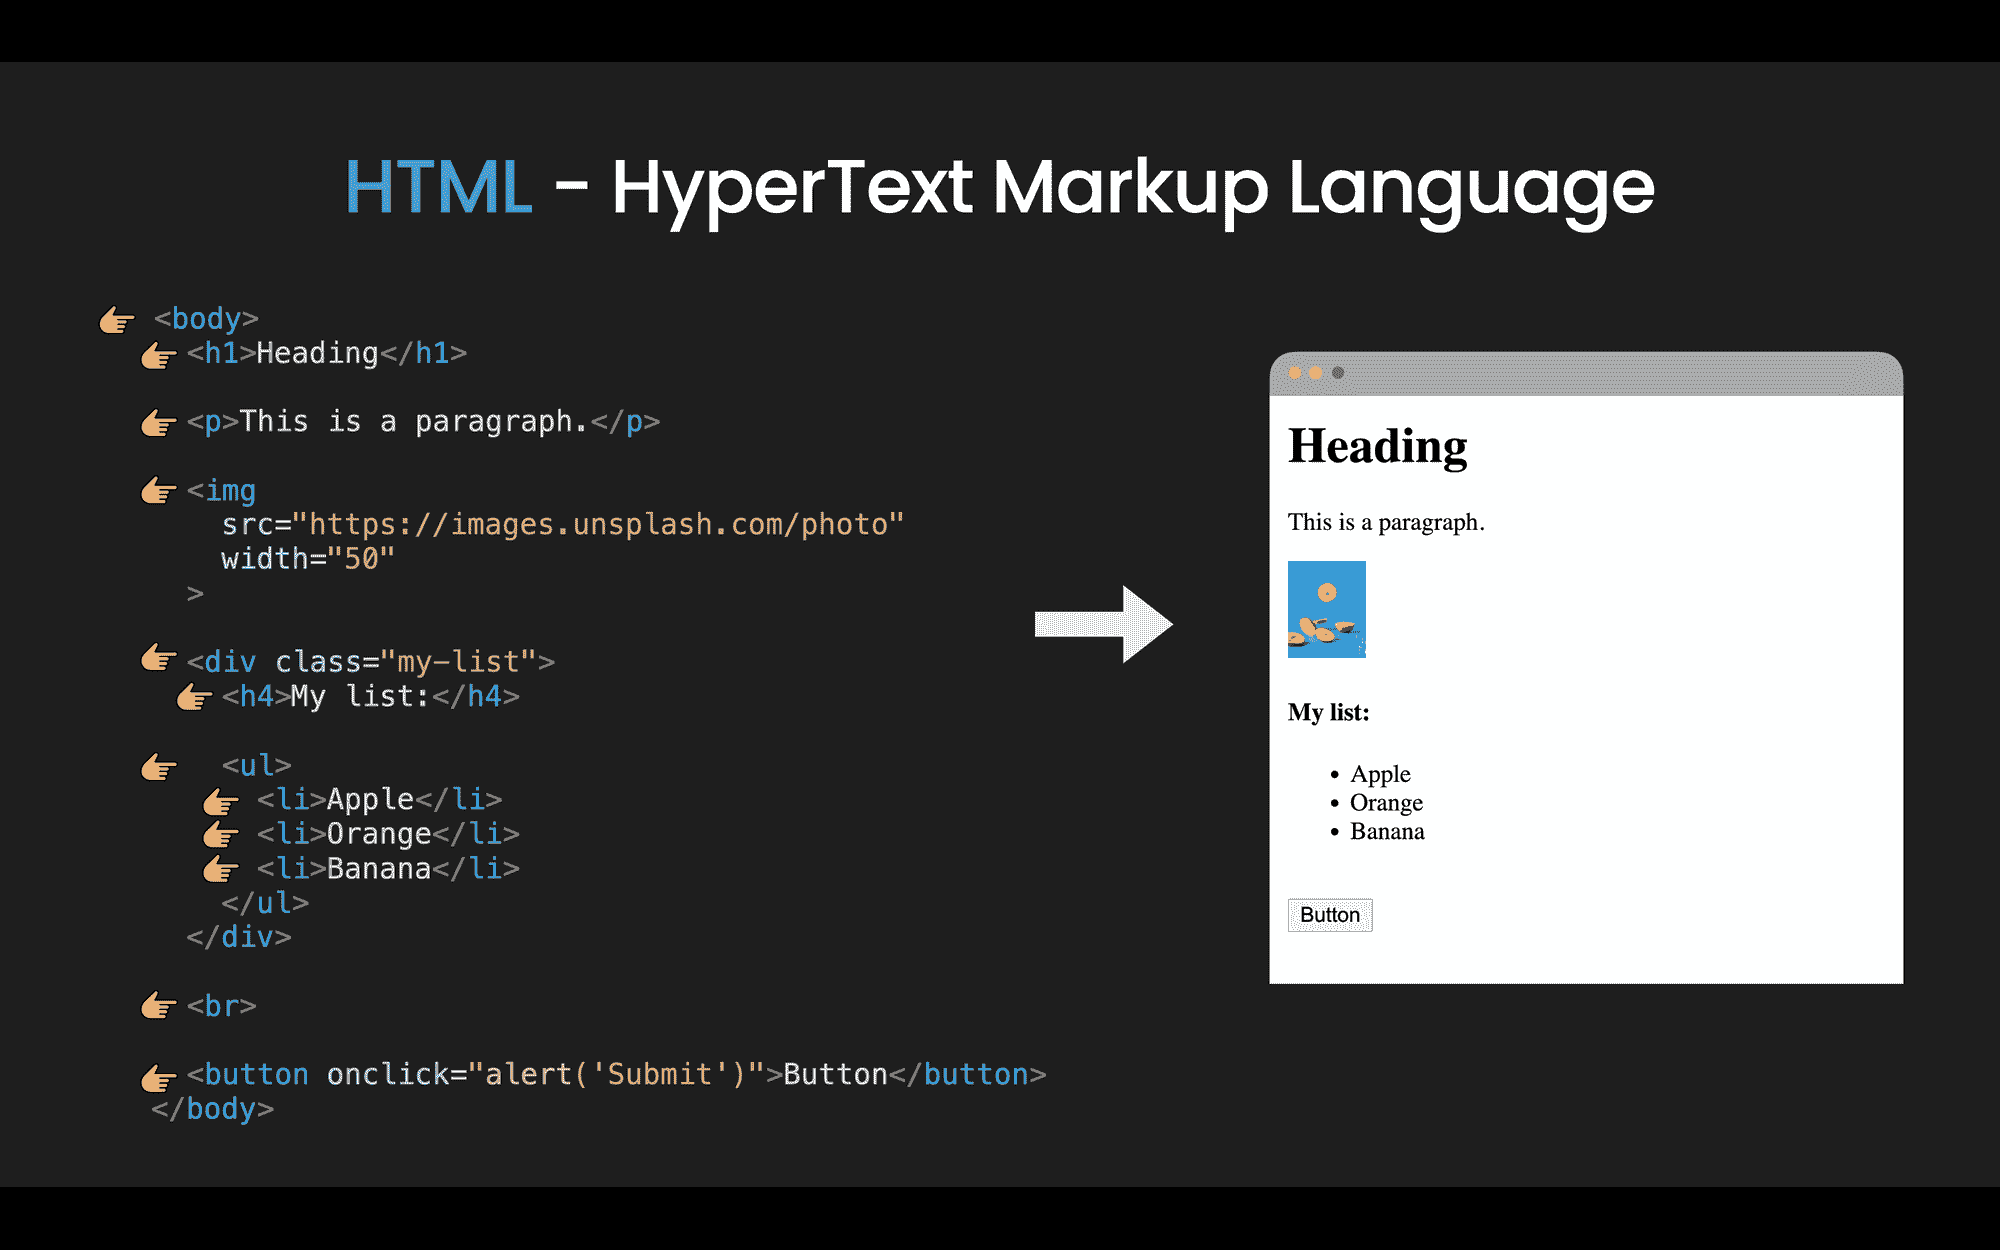 HTML - HyperText Markup Language
<body>
<h1>Heading</h1>
<p>This is a paragraph.</p>
<img
src="https://images.unsplash.com/photo"
width="50"
>
<div class="my-list">
<h4>My list:</h4>
<ul>
<li>Apple</li>
<li>Orange</li>
<li>Banana</li>
</ul>
</div>
<br>
<button onclick="alert('Submit')">Button</button>
</body>
Heading
This is a paragraph.
My list:
• Apple
• Orange
• Banana
Button